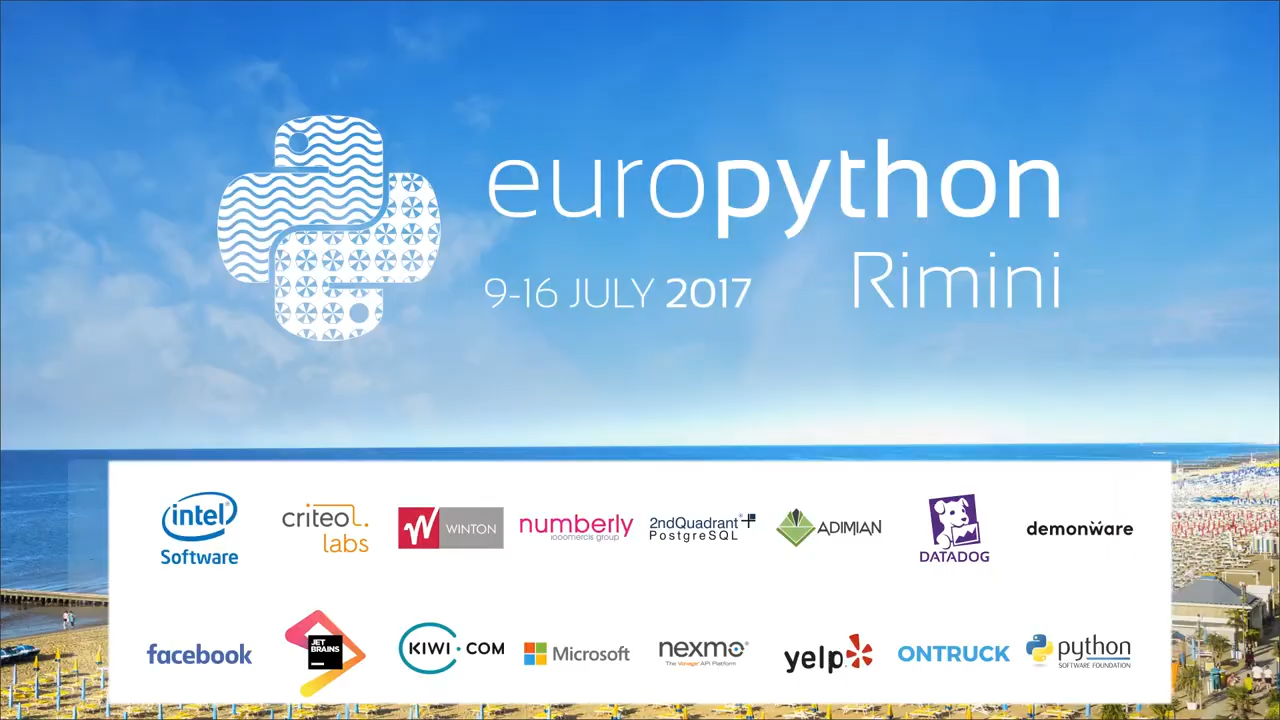 europython
Rimini
9-16 JULY 2017
intel
Software
criteol.
labs
WINTON
numberly
1000mercis group
2ndQuadrant
PostgreSQL
ADIMIAN
DATADOG
demonware
facebook
JET
BRAINS
KIWI.COM
Microsoft
nexmo
The Vonage API Platform
yelp
ONTRUCK
python
SOFTWARE FOUNDATION